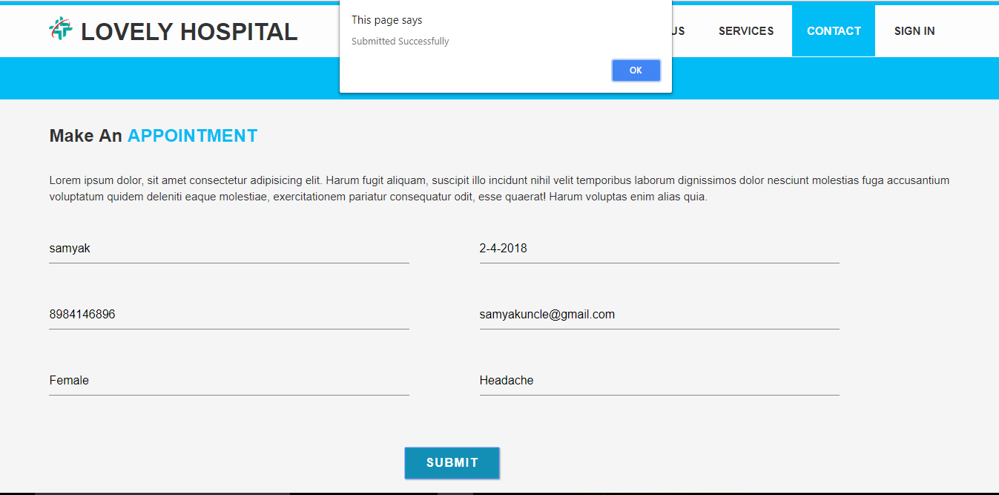 This page says
Submitted Successfully
OK
LOVELY HOSPITAL
US
SERVICES
CONTACT
SIGN IN
Make An APPOINTMENT
Lorem ipsum dolor, sit amet consectetur adipisicing elit. Harum fugit aliquam, suscipit illo incidunt nihil velit temporibus laborum dignissimos dolor nesciunt molestias fuga accusantium
voluptatum quidem deleniti eaque molestiae, exercitationem pariatur consequatur odit, esse quaerat! Harum voluptas enim alias quia.
samyak
2-4-2018
8984146896
samyakuncle@gmail.com
Female
Headache
SUBMIT